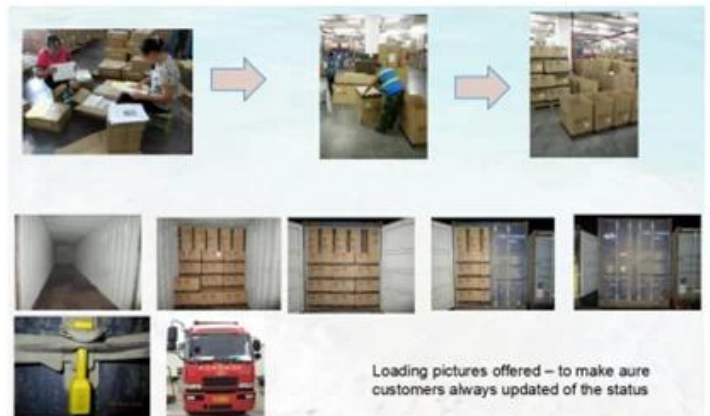 Loading pictures offered – to make aure
customers always updated of the status